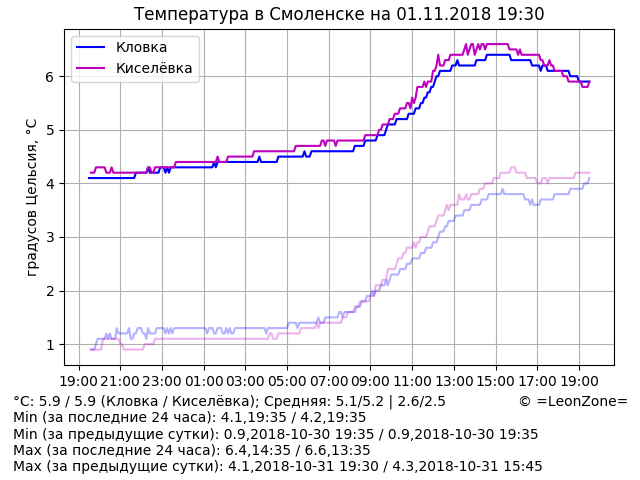 Температура в Смоленске на 01.11.2018 19:30
Кловка
Киселёвка
градусов Цельсия, °C
6
5
4
3
2
1
19:00 21:00 23:00 01:00 03:00 05:00 07:00 09:00 11:00 13:00 15:00 17:00 19:00
°C: 5.9 / 5.9 (Кловка / Киселёвка); Средняя: 5.1/5.2 | 2.6/2.5 © =LeonZone=
Min (за последние 24 часа): 4.1,19:35 / 4.2,19:35
Min (за предыдущие сутки): 0.9,2018-10-30 19:35 / 0.9,2018-10-30 19:35
Max (за последние 24 часа): 6.4,14:35 / 6.6,13:35
Max (за предыдущие сутки): 4.1,2018-10-31 19:30 / 4.3,2018-10-31 15:45